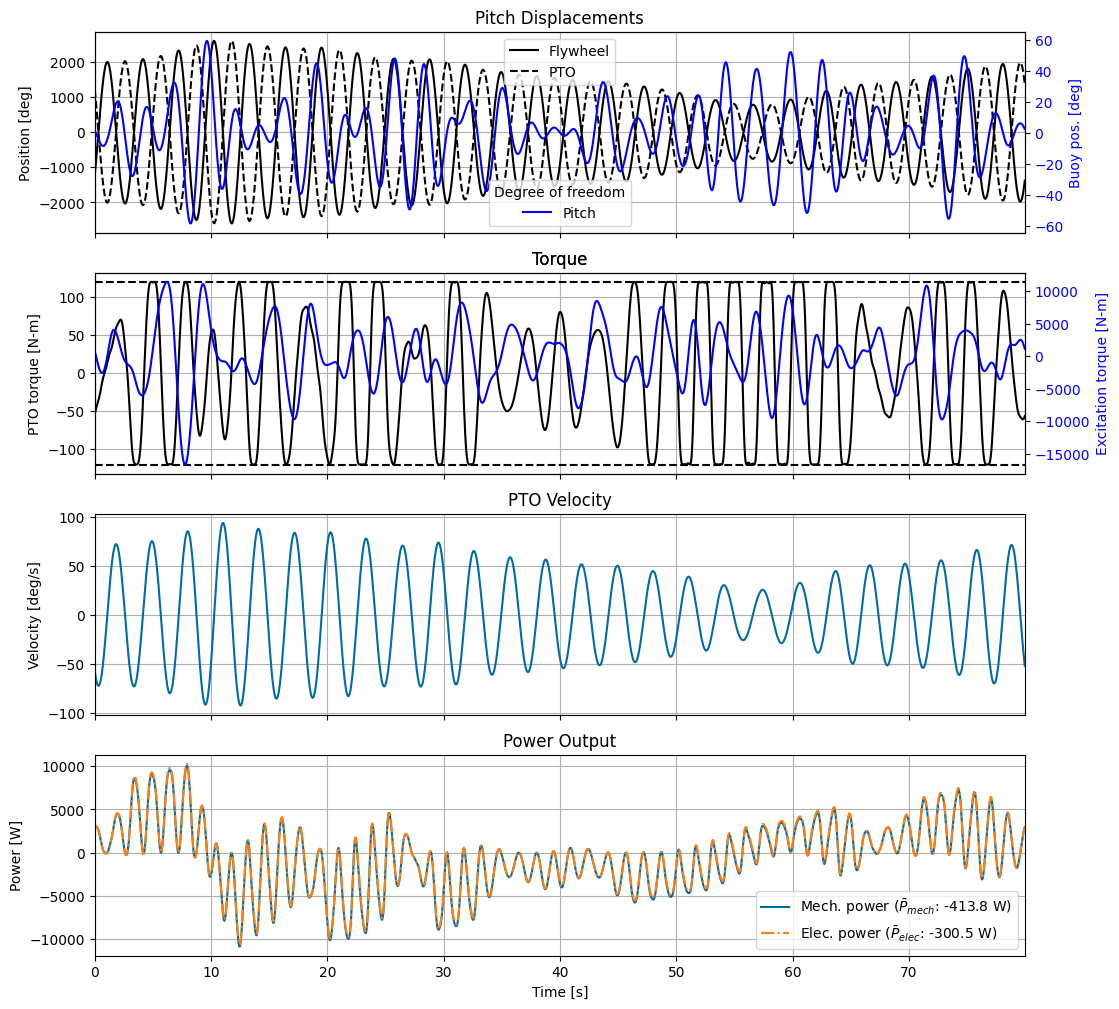 Pitch Displacements
Position [deg]
2000
1000
0
−1000
−2000
Flywheel
PTO
Degree of freedom
Pitch
60
40
20
0
−20
−40
−60
Buoy pos. [deg]
Torque
PTO torque [N-m]
100
50
0
−50
−100
10000
5000
0
−5000
−10000
−15000
Excitation torque [N-m]
PTO Velocity
Velocity [deg/s]
100
50
0
−50
−100
Power Output
Power [W]
10000
5000
0
−5000
−10000
Mech. power (P̄mech: -413.8 W)
Elec. power (P̄elec: -300.5 W)
0 10 20 30 40 50 60 70
Time [s]